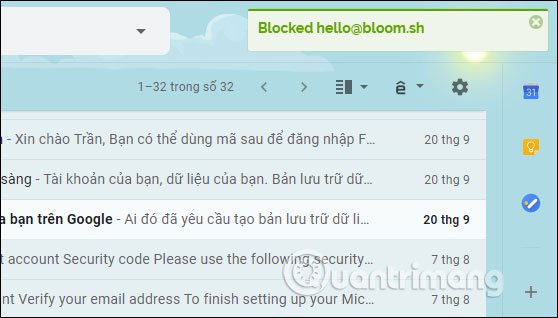 Blocked hello@bloom.sh
1–32 trong số 32
ê
31
- Xin chào Trần, Bạn có thể dùng mã sau để đăng nhập F… 20 thg 9
sàng - Tài khoản của bạn, dữ liệu của bạn. Bản lưu trữ dữ… 20 thg 9
a bạn trên Google - Ai đó đã yêu cầu tạo bản lưu trữ dữ li… 20 thg 9
t account Security code Please use the following security… 7 thg 8
nt Verify your email address To finish setting up your Mic… 7 thg 8
Quantrimang